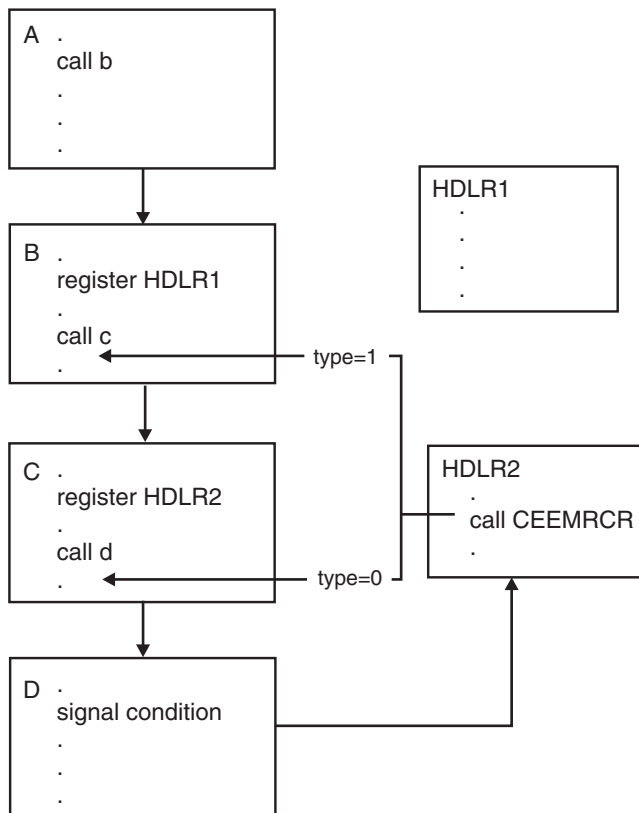 A .
call b
.
.
.
B .
register HDLR1
.
call c
.
HDLR1
.
.
.
.
type=1
C .
register HDLR2
.
call d
.
HDLR2
.
call CEEMRCR
.
type=0
D .
signal condition
.
.
.